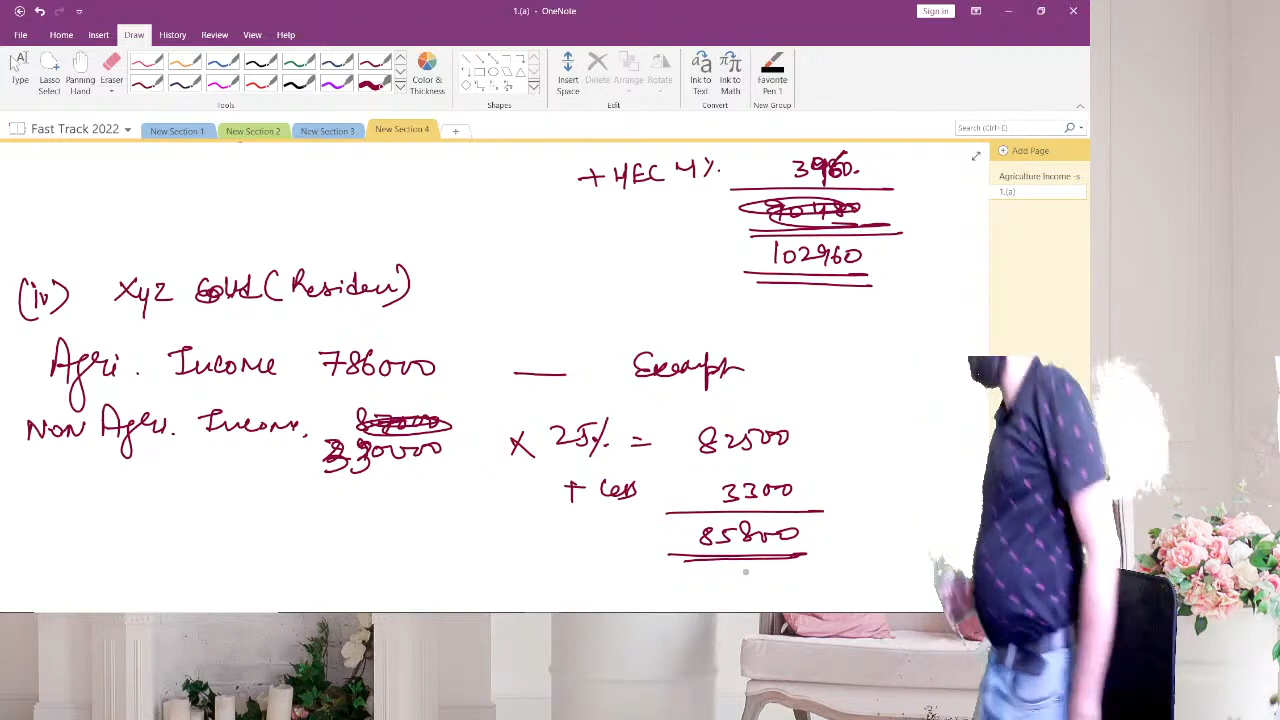 1.(a) - OneNote
Sign in
File Home Insert Draw History Review View Help
Type
Lasso Select
Panning Hand
Eraser
Color & Thickness
Insert Space
Delete
Arrange
Rotate
Ink to Text
Ink to Math
Favorite Pen 1
Tools Shapes Edit Convert New Group
Fast Track 2022 New Section 1 New Section 2 New Section 3 New Section 4 + Search (Ctrl+E)
Add Page
Agriculture Income -s
1.(a)
+ HEC 4%. 3960.
102960
(iv) Xyz (Resident)
Agri. Income 786000 — Exempt
Non Agri. Income.
330000 × 25% = 82500
+ Cess 3300
85800